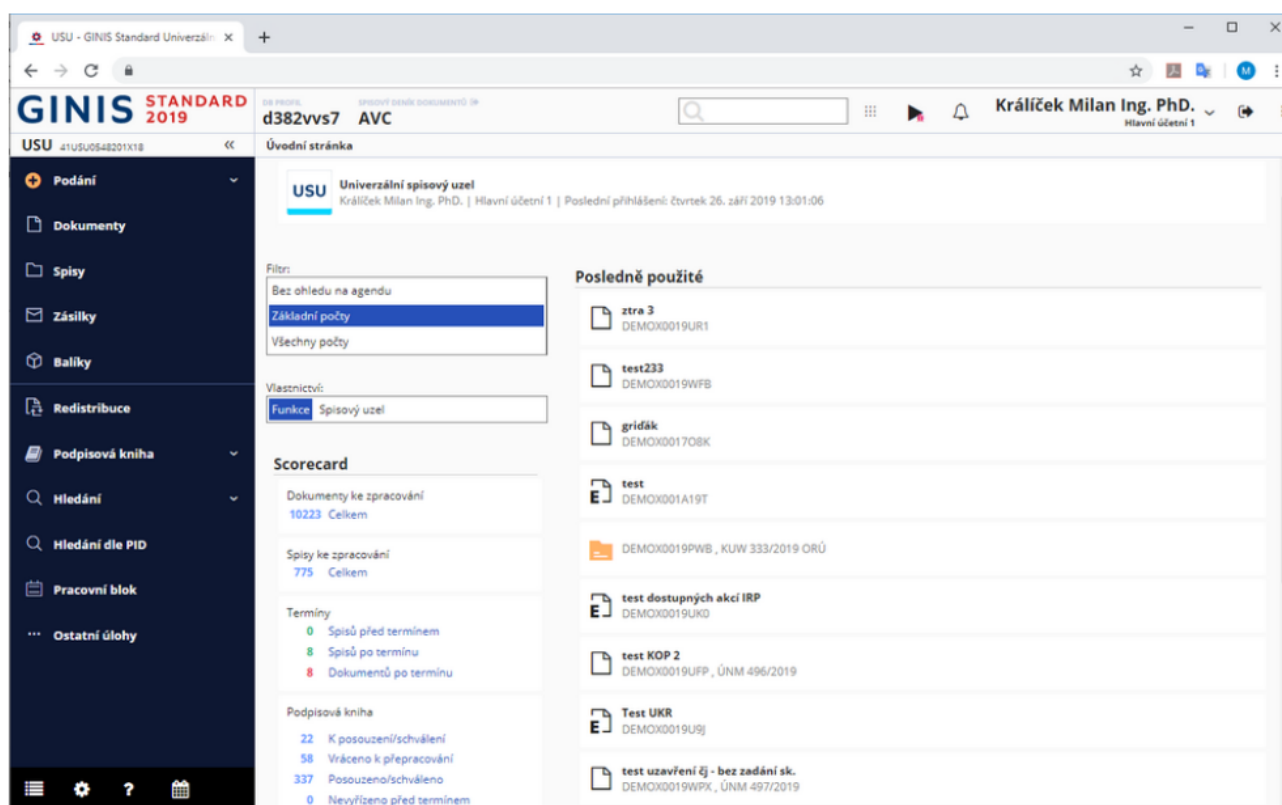 USU - GINIS Standard Univerzáln
GINIS STANDARD 2019
DB PROFIL
d382vvs7
SPISOVÝ DENÍK DOKUMENTŮ
AVC
Králíček Milan Ing. PhD.
Hlavní účetní 1
M
USU 41USU0548201X18
Úvodní stránka
Podání
Dokumenty
Spisy
Zásilky
Balíky
Redistribuce
Podpisová kniha
Hledání
Hledání dle PID
Pracovní blok
Ostatní úlohy
USU
Univerzální spisový uzel
Králíček Milan Ing. PhD. | Hlavní účetní 1 | Poslední přihlášení: čtvrtek 26. září 2019 13:01:06
Filtr:
Bez ohledu na agendu
Základní počty
Všechny počty
Vlastnictví:
Funkce Spisový uzel
Scorecard
Dokumenty ke zpracování
10223 Celkem
Spisy ke zpracování
775 Celkem
Termíny
0 Spisů před termínem
8 Spisů po termínu
8 Dokumentů po termínu
Podpisová kniha
22 K posouzení/schválení
58 Vráceno k přepracování
337 Posouzeno/schváleno
0 Nevyřízeno před termínem
Posledně použité
ztra 3
DEMOX0019UR1
test233
DEMOX0019WFB
griďák
DEMOX0017O8K
E test
DEMOX001A19T
DEMOX0019PWB , KUW 333/2019 ORÚ
E test dostupných akcí IRP
DEMOX0019UK0
test KOP 2
DEMOX0019UFP , ÚNM 496/2019
E Test UKR
DEMOX0019U9J
test uzavření čj - bez zadání sk.
DEMOX0019WPX , ÚNM 497/2019